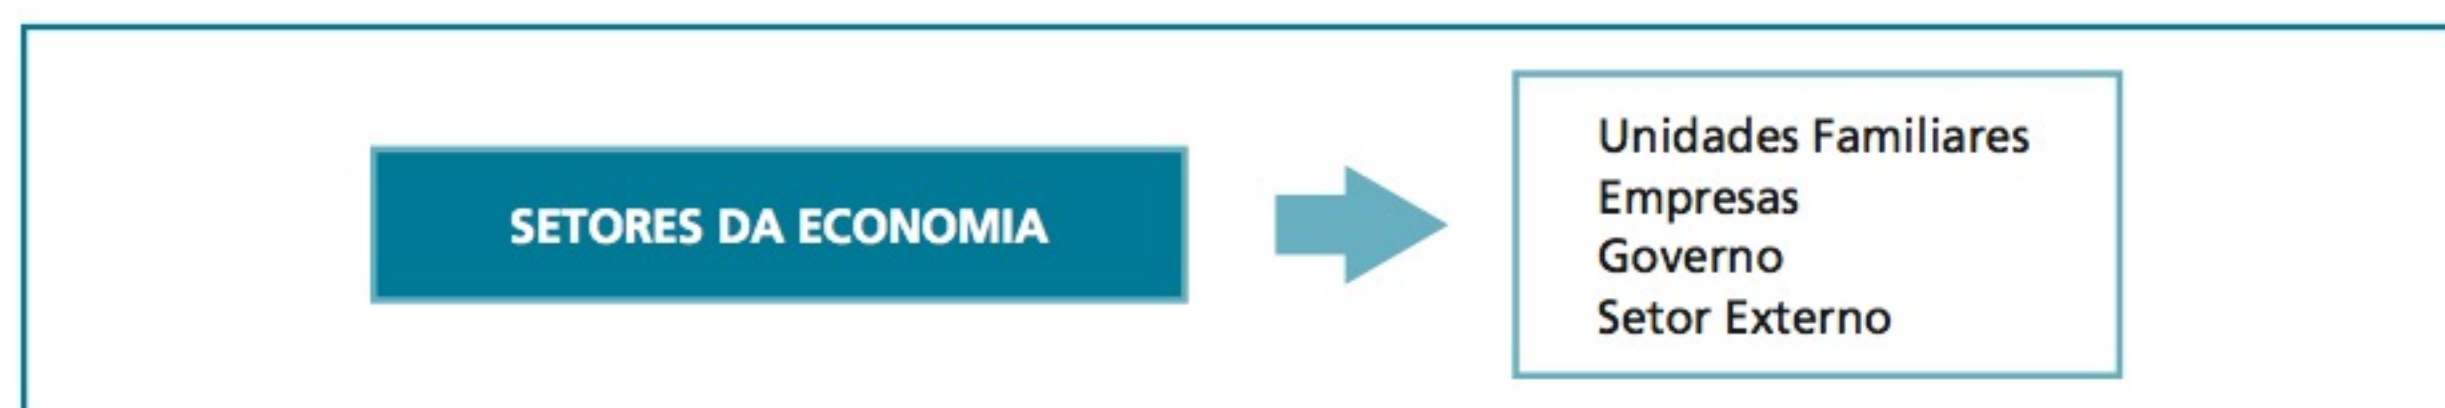 SETORES DA ECONOMIA
Unidades Familiares
Empresas
Governo
Setor Externo